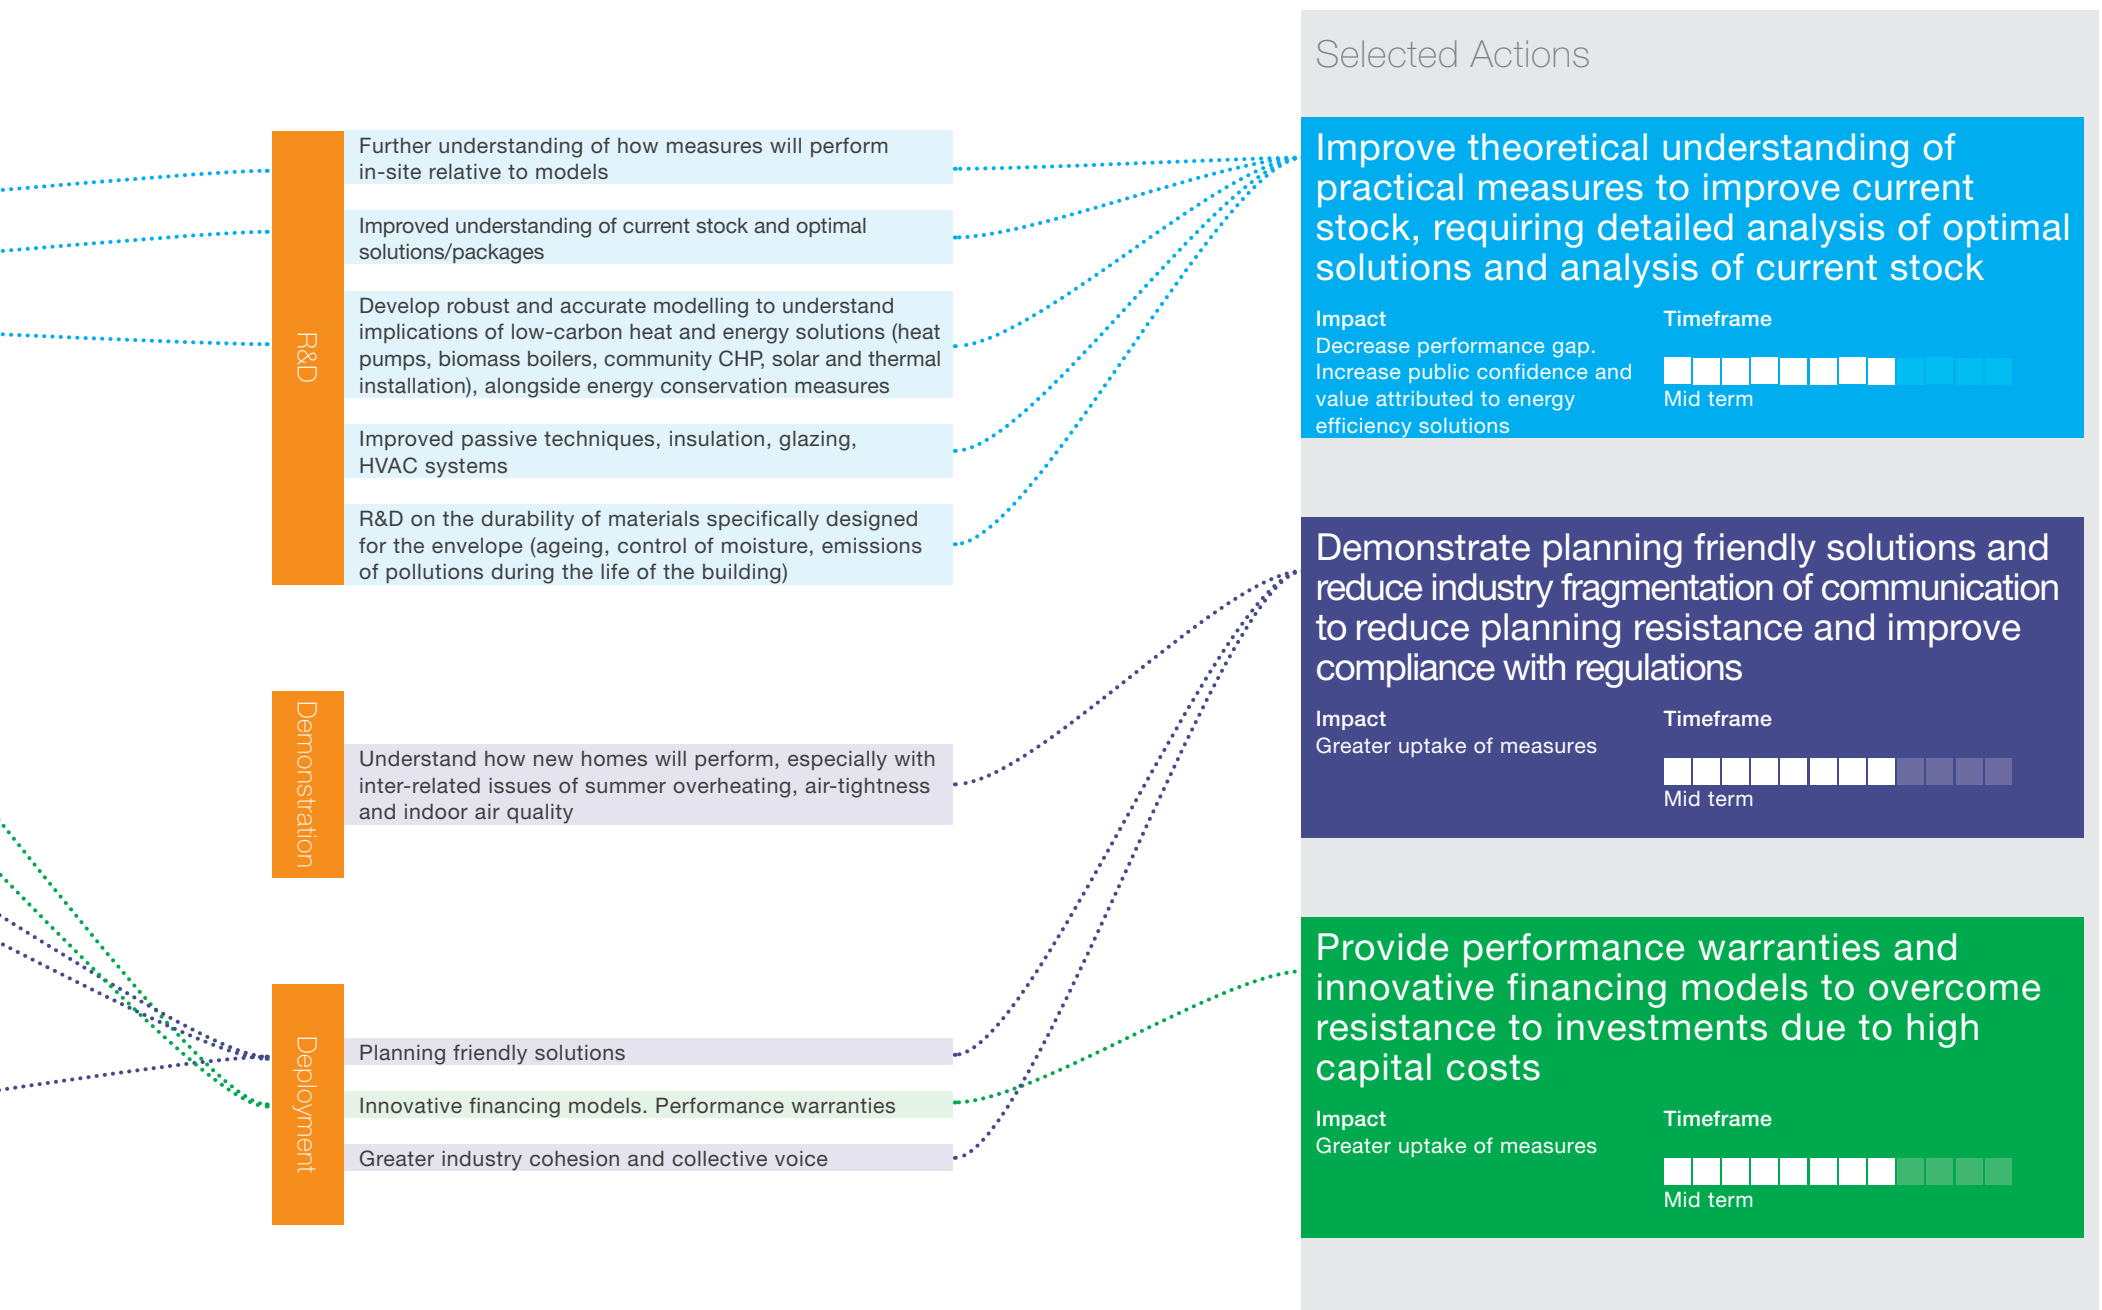 Selected Actions
R&D
Further understanding of how measures will perform
in-site relative to models
Improved understanding of current stock and optimal
solutions/packages
Develop robust and accurate modelling to understand
implications of low-carbon heat and energy solutions (heat
pumps, biomass boilers, community CHP, solar and thermal
installation), alongside energy conservation measures
Improved passive techniques, insulation, glazing,
HVAC systems
R&D on the durability of materials specifically designed
for the envelope (ageing, control of moisture, emissions
of pollutions during the life of the building)
Demonstration
Understand how new homes will perform, especially with
inter-related issues of summer overheating, air-tightness
and indoor air quality
Deployment
Planning friendly solutions
Innovative financing models. Performance warranties
Greater industry cohesion and collective voice
Improve theoretical understanding of
practical measures to improve current
stock, requiring detailed analysis of optimal
solutions and analysis of current stock
Impact
Decrease performance gap.
Increase public confidence and
value attributed to energy
efficiency solutions
Timeframe
Mid term
Demonstrate planning friendly solutions and
reduce industry fragmentation of communication
to reduce planning resistance and improve
compliance with regulations
Impact
Greater uptake of measures
Timeframe
Mid term
Provide performance warranties and
innovative financing models to overcome
resistance to investments due to high
capital costs
Impact
Greater uptake of measures
Timeframe
Mid term